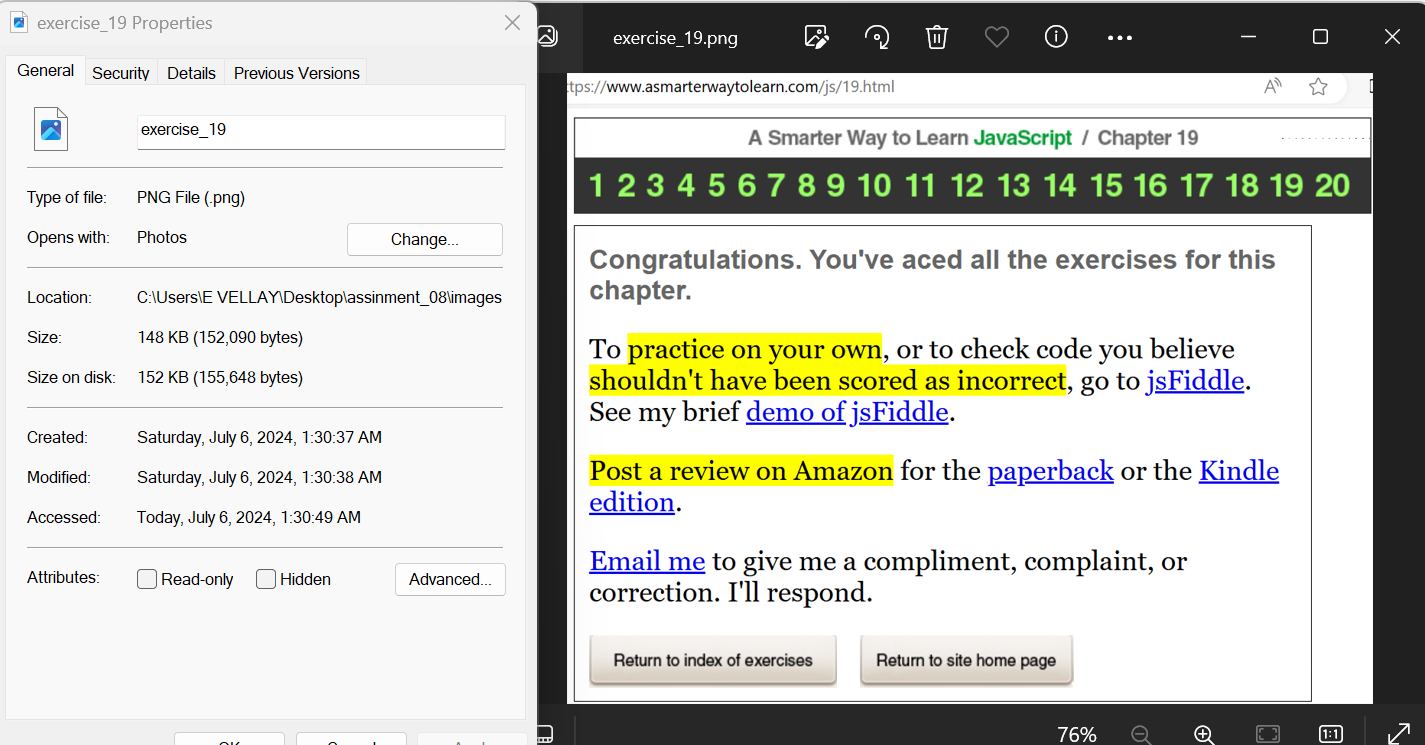 exercise_19 Properties
General Security Details Previous Versions
exercise_19
Type of file: PNG File (.png)
Opens with: Photos Change...
Location: C:\Users\E VELLAY\Desktop\assinment_08\images
Size: 148 KB (152,090 bytes)
Size on disk: 152 KB (155,648 bytes)
Created: Saturday, July 6, 2024, 1:30:37 AM
Modified: Saturday, July 6, 2024, 1:30:38 AM
Accessed: Today, July 6, 2024, 1:30:49 AM
Attributes: Read-only Hidden Advanced...
exercise_19.png
ttps://www.asmarterwaytolearn.com/js/19.html
A Smarter Way to Learn JavaScript / Chapter 19
1 2 3 4 5 6 7 8 9 10 11 12 13 14 15 16 17 18 19 20
Congratulations. You've aced all the exercises for this
chapter.
To practice on your own, or to check code you believe
shouldn't have been scored as incorrect, go to jsFiddle.
See my brief demo of jsFiddle.
Post a review on Amazon for the paperback or the Kindle
edition.
Email me to give me a compliment, complaint, or
correction. I'll respond.
Return to index of exercises Return to site home page
76% 1:1